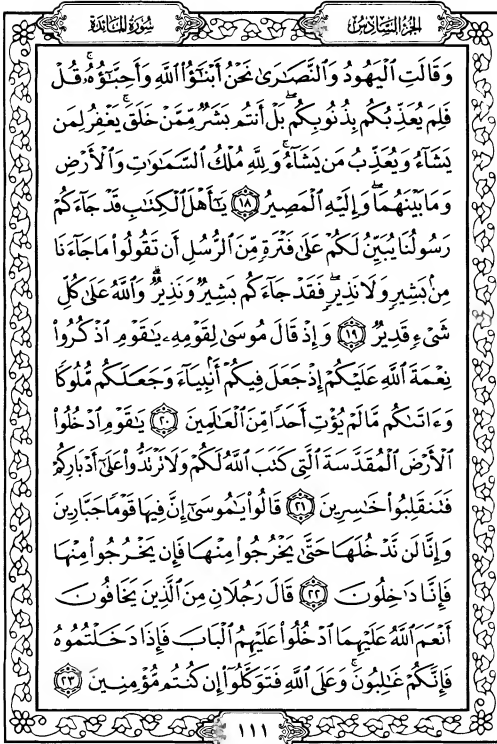 الجزء السادس
سورة المائدة
وَقَالَتِ ٱلْيَهُودُ وَٱلنَّصَٰرَىٰ نَحْنُ أَبْنَٰٓؤُا۟ ٱللَّهِ وَأَحِبَّٰٓؤُهُۥ ۚ قُلْ
فَلِمَ يُعَذِّبُكُم بِذُنُوبِكُم ۖ بَلْ أَنتُم بَشَرٌ مِّمَّنْ خَلَقَ ۚ يَغْفِرُ لِمَن
يَشَآءُ وَيُعَذِّبُ مَن يَشَآءُ ۚ وَلِلَّهِ مُلْكُ ٱلسَّمَٰوَٰتِ وَٱلْأَرْضِ
وَمَا بَيْنَهُمَا ۖ وَإِلَيْهِ ٱلْمَصِيرُ ١٨ يَٰٓأَهْلَ ٱلْكِتَٰبِ قَدْ جَآءَكُمْ
رَسُولُنَا يُبَيِّنُ لَكُمْ عَلَىٰ فَتْرَةٍ مِّنَ ٱلرُّسُلِ أَن تَقُولُوا۟ مَا جَآءَنَا
مِنۢ بَشِيرٍ وَلَا نَذِيرٍ ۖ فَقَدْ جَآءَكُم بَشِيرٌ وَنَذِيرٌ ۗ وَٱللَّهُ عَلَىٰ كُلِّ
شَىْءٍ قَدِيرٌ ١٩ وَإِذْ قَالَ مُوسَىٰ لِقَوْمِهِۦ يَٰقَوْمِ ٱذْكُرُوا۟
نِعْمَةَ ٱللَّهِ عَلَيْكُمْ إِذْ جَعَلَ فِيكُمْ أَنۢبِيَآءَ وَجَعَلَكُم مُّلُوكًا
وَءَاتَىٰكُم مَّا لَمْ يُؤْتِ أَحَدًا مِّنَ ٱلْعَٰلَمِينَ ٢٠ يَٰقَوْمِ ٱدْخُلُوا۟
ٱلْأَرْضَ ٱلْمُقَدَّسَةَ ٱلَّتِى كَتَبَ ٱللَّهُ لَكُمْ وَلَا تَرْتَدُّوا۟ عَلَىٰٓ أَدْبَارِكُمْ
فَتَنقَلِبُوا۟ خَٰسِرِينَ ٢١ قَالُوا۟ يَٰمُوسَىٰٓ إِنَّ فِيهَا قَوْمًا جَبَّارِينَ
وَإِنَّا لَن نَّدْخُلَهَا حَتَّىٰ يَخْرُجُوا۟ مِنْهَا فَإِن يَخْرُجُوا۟ مِنْهَا
فَإِنَّا دَٰخِلُونَ ٢٢ قَالَ رَجُلَانِ مِنَ ٱلَّذِينَ يَخَافُونَ
أَنْعَمَ ٱللَّهُ عَلَيْهِمَا ٱدْخُلُوا۟ عَلَيْهِمُ ٱلْبَابَ فَإِذَا دَخَلْتُمُوهُ
فَإِنَّكُمْ غَٰلِبُونَ ۚ وَعَلَى ٱللَّهِ فَتَوَكَّلُوٓا۟ إِن كُنتُم مُّؤْمِنِينَ ٢٣
١١١